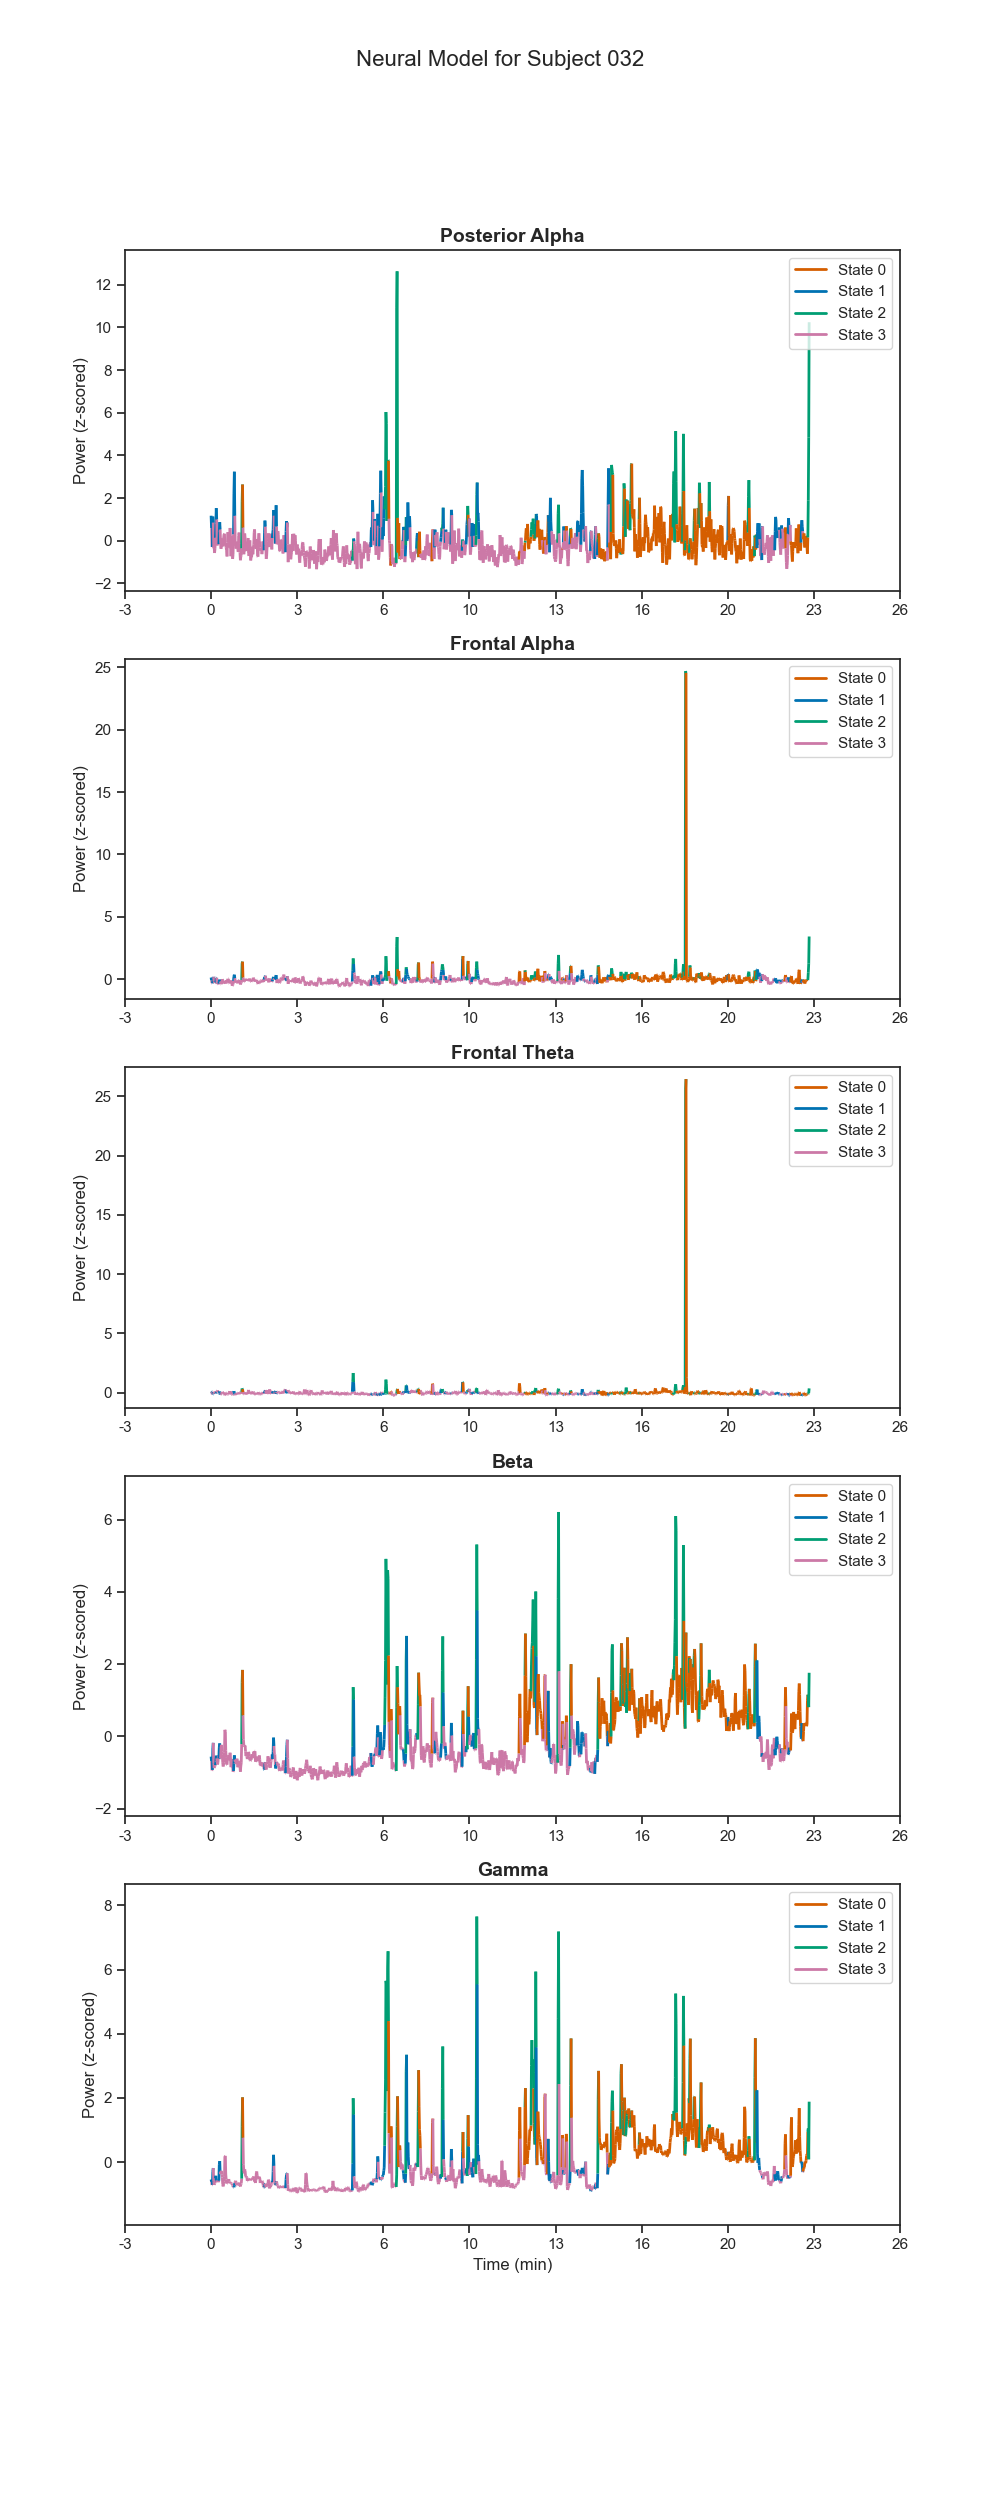 Neural Model for Subject 032
Posterior Alpha
Power (z-scored)
12
10
8
6
4
2
0
−2
State 0
State 1
State 2
State 3
-3 0 3 6 10 13 16 20 23 26
Frontal Alpha
Power (z-scored)
25
20
15
10
5
0
State 0
State 1
State 2
State 3
-3 0 3 6 10 13 16 20 23 26
Frontal Theta
Power (z-scored)
25
20
15
10
5
0
State 0
State 1
State 2
State 3
-3 0 3 6 10 13 16 20 23 26
Beta
Power (z-scored)
6
4
2
0
−2
State 0
State 1
State 2
State 3
-3 0 3 6 10 13 16 20 23 26
Gamma
Power (z-scored)
8
6
4
2
0
State 0
State 1
State 2
State 3
-3 0 3 6 10 13 16 20 23 26
Time (min)